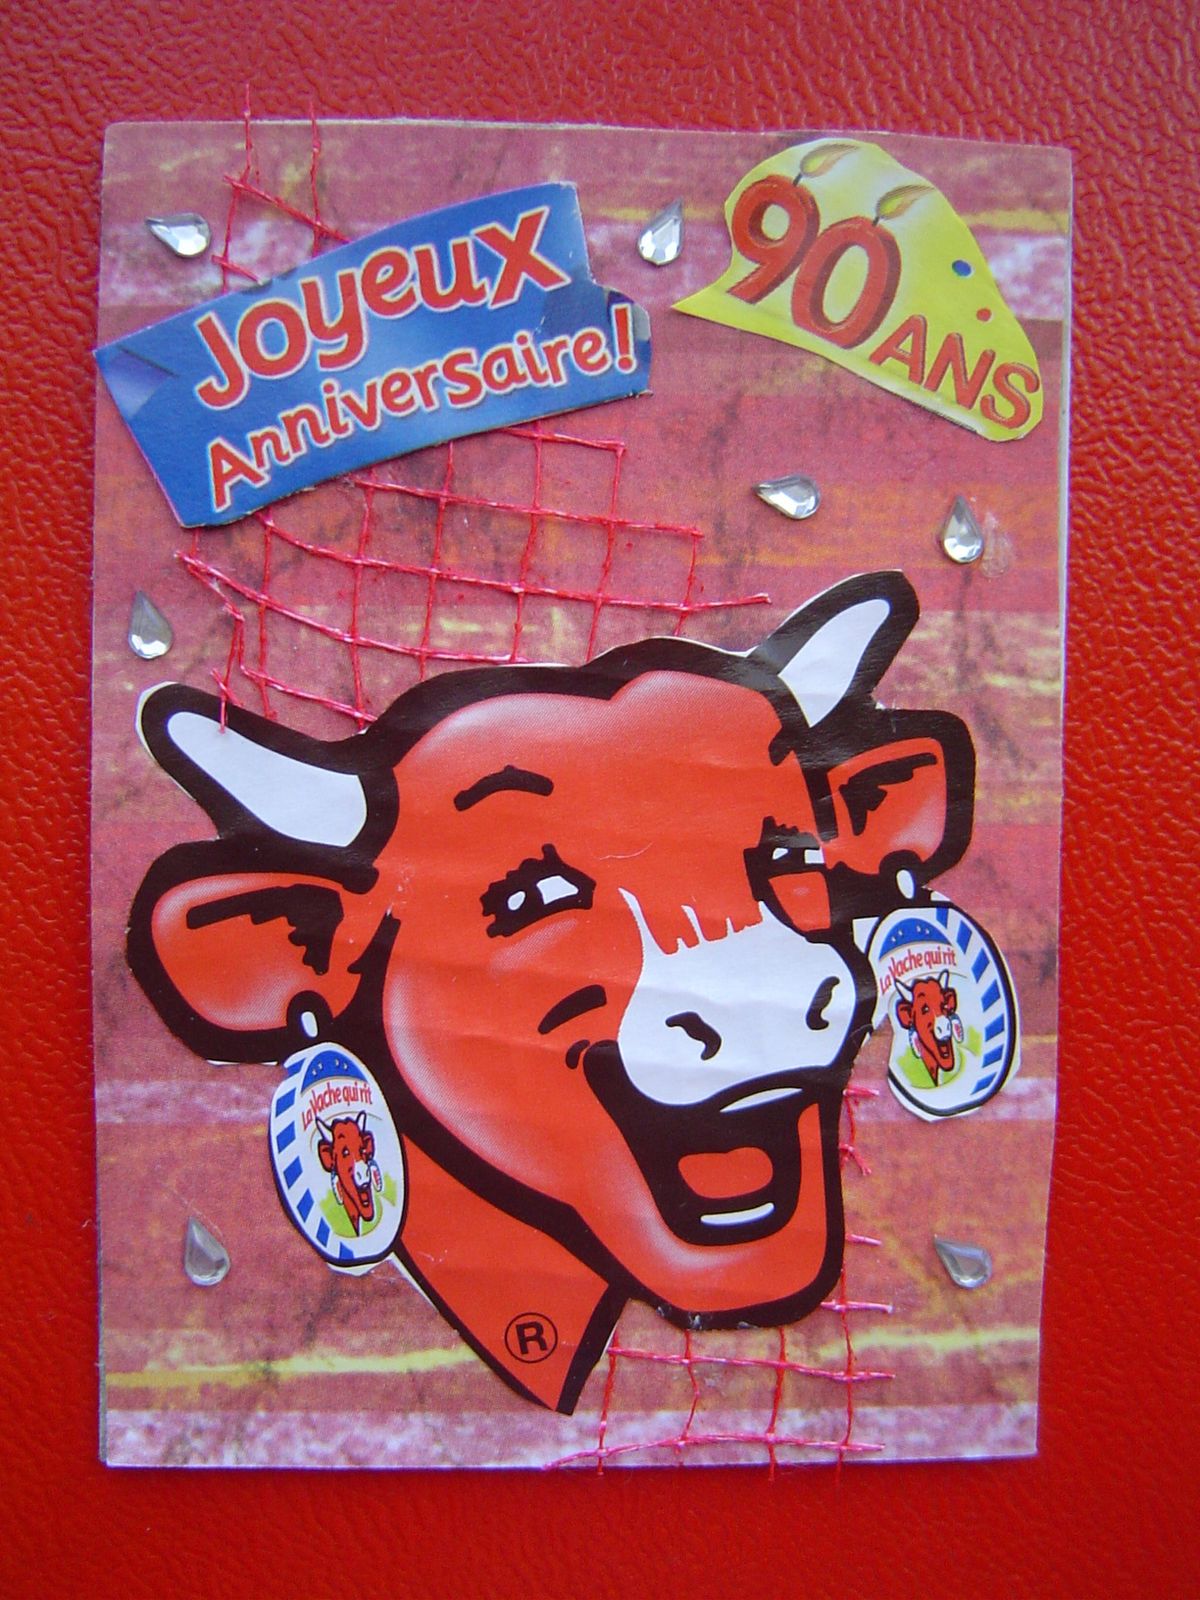 Joyeux
Anniversaire!
90 ANS
La Vache qui rit
La Vache qui rit
®